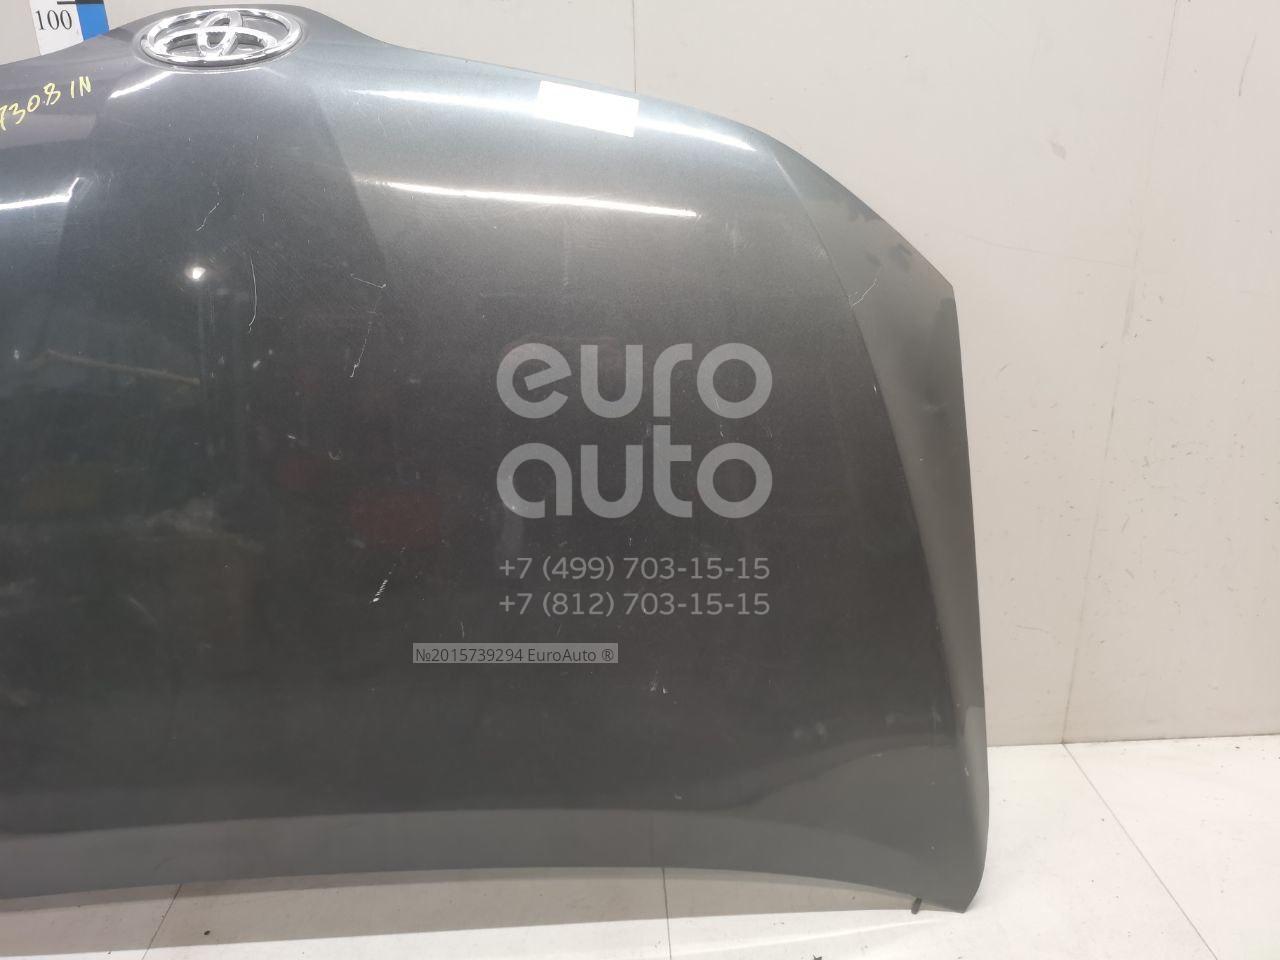 100
7308 IN
euro
auto
+7 (499) 703-15-15
+7 (812) 703-15-15
№2015739294 EuroAuto ®